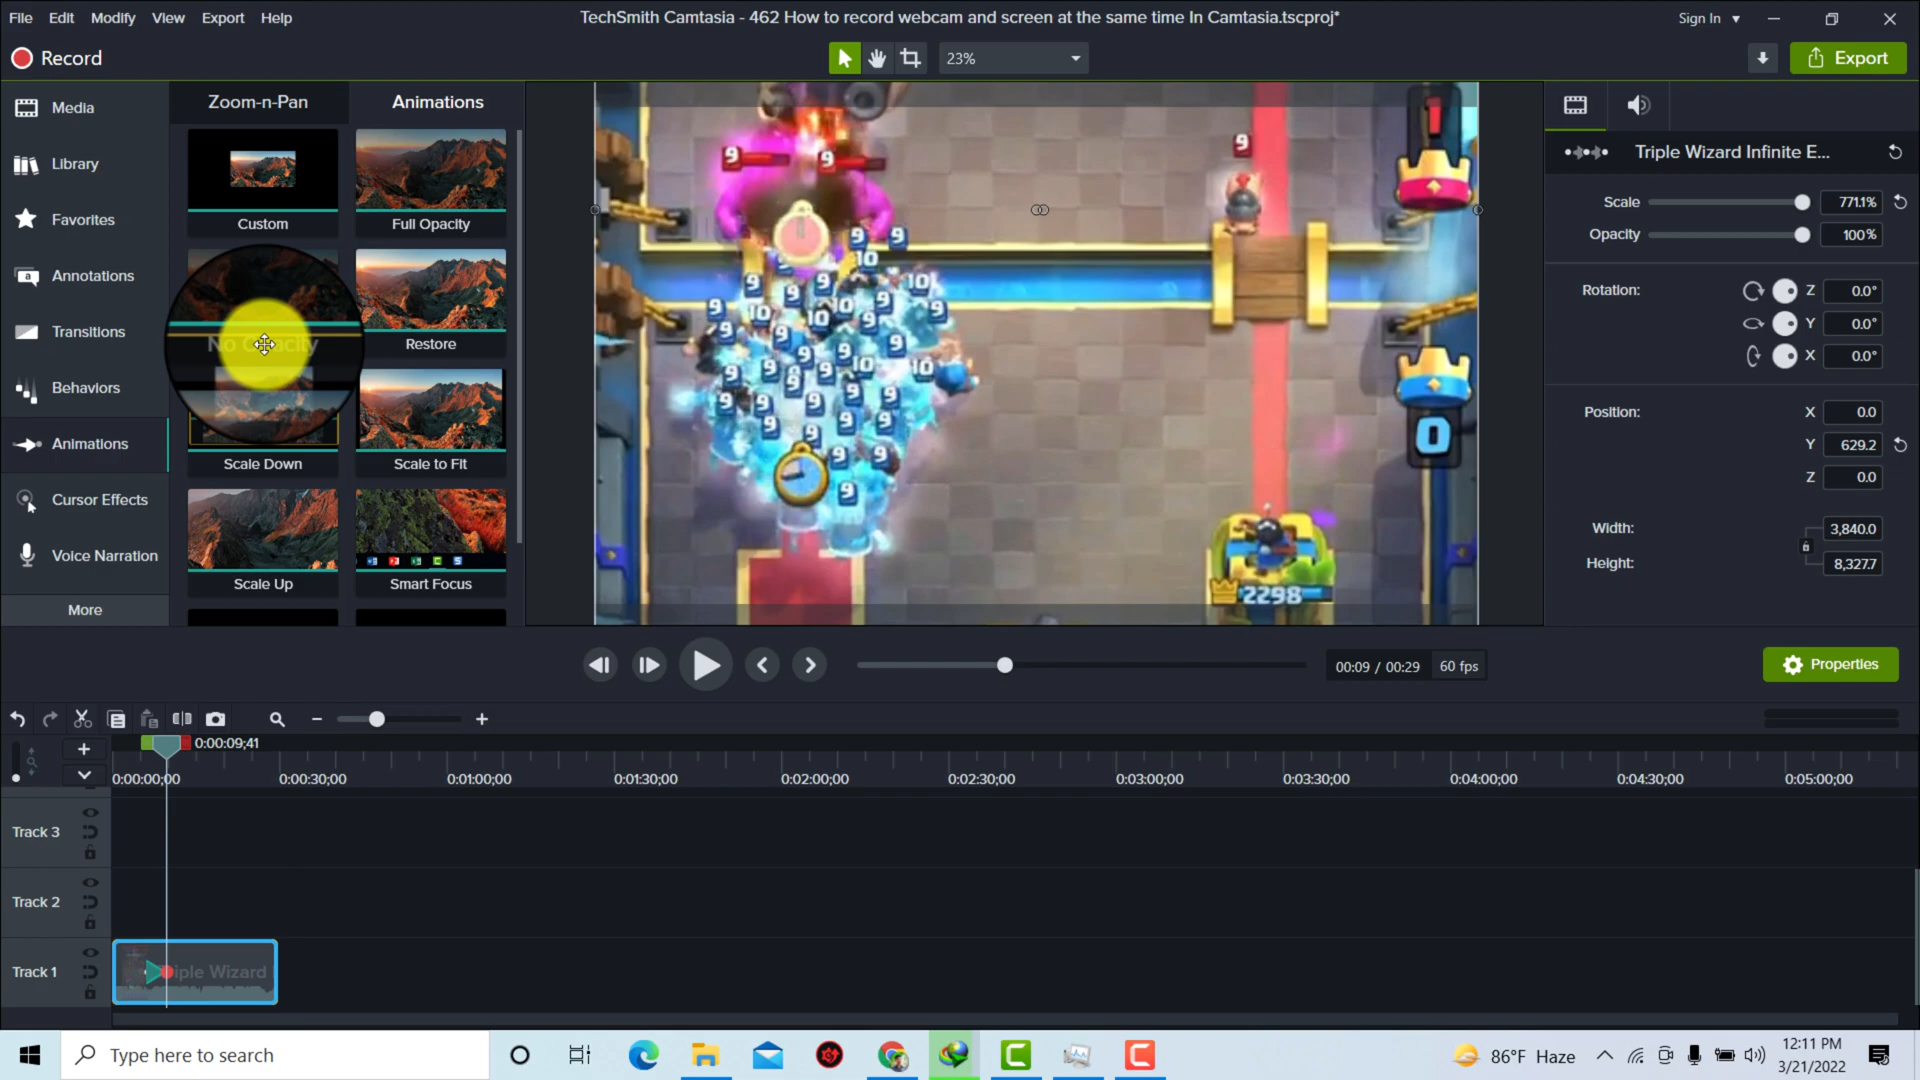 File Edit Modify View Export Help
TechSmith Camtasia - 462 How to record webcam and screen at the same time In Camtasia.tscproj*
Sign In
Record
23%
Export
Media
Library
Favorites
Annotations
Transitions
Behaviors
Animations
Cursor Effects
Voice Narration
More
Zoom-n-Pan Animations
Custom Full Opacity
No Opacity Restore
Scale Down Scale to Fit
Scale Up Smart Focus
2298
0
Triple Wizard Infinite E...
Scale 771.1%
Opacity 100%
Rotation: Z 0.0°
Y 0.0°
X 0.0°
Position: X 0.0
Y 629.2
Z 0.0
Width: 3,840.0
Height: 8,327.7
00:09 / 00:29 60 fps
Properties
0:00:09;41
0:00:00;00 0:00:30;00 0:01:00;00 0:01:30;00 0:02:00;00 0:02:30;00 0:03:00;00 0:03:30;00 0:04:00;00 0:04:30;00 0:05:00;00
Track 3
Track 2
Track 1
iple Wizard
Type here to search
86°F Haze
12:11 PM
3/21/2022